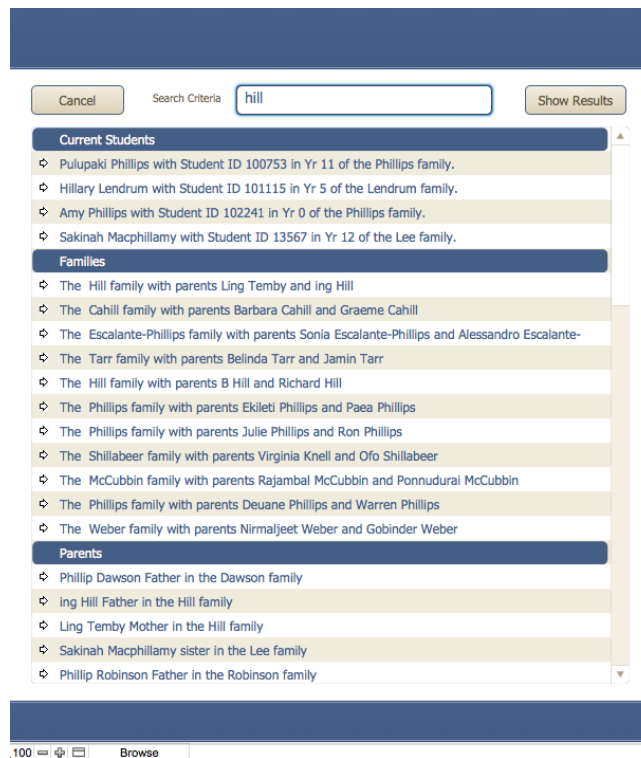 Cancel Search Criteria hill Show Results
Current Students
Pulupaki Phillips with Student ID 100753 in Yr 11 of the Phillips family.
Hillary Lendrum with Student ID 101115 in Yr 5 of the Lendrum family.
Amy Phillips with Student ID 102241 in Yr 0 of the Phillips family.
Sakinah Macphillamy with Student ID 13567 in Yr 12 of the Lee family.
Families
The Hill family with parents Ling Temby and ing Hill
The Cahill family with parents Barbara Cahill and Graeme Cahill
The Escalante-Phillips family with parents Sonia Escalante-Phillips and Alessandro Escalante-
The Tarr family with parents Belinda Tarr and Jamin Tarr
The Hill family with parents B Hill and Richard Hill
The Phillips family with parents Ekileti Phillips and Paea Phillips
The Phillips family with parents Julie Phillips and Ron Phillips
The Shillabeer family with parents Virginia Knell and Ofo Shillabeer
The McCubbin family with parents Rajambal McCubbin and Ponnudurai McCubbin
The Phillips family with parents Deuane Phillips and Warren Phillips
The Weber family with parents Nirmaljeet Weber and Gobinder Weber
Parents
Phillip Dawson Father in the Dawson family
ing Hill Father in the Hill family
Ling Temby Mother in the Hill family
Sakinah Macphillamy sister in the Lee family
Phillip Robinson Father in the Robinson family
100 Browse